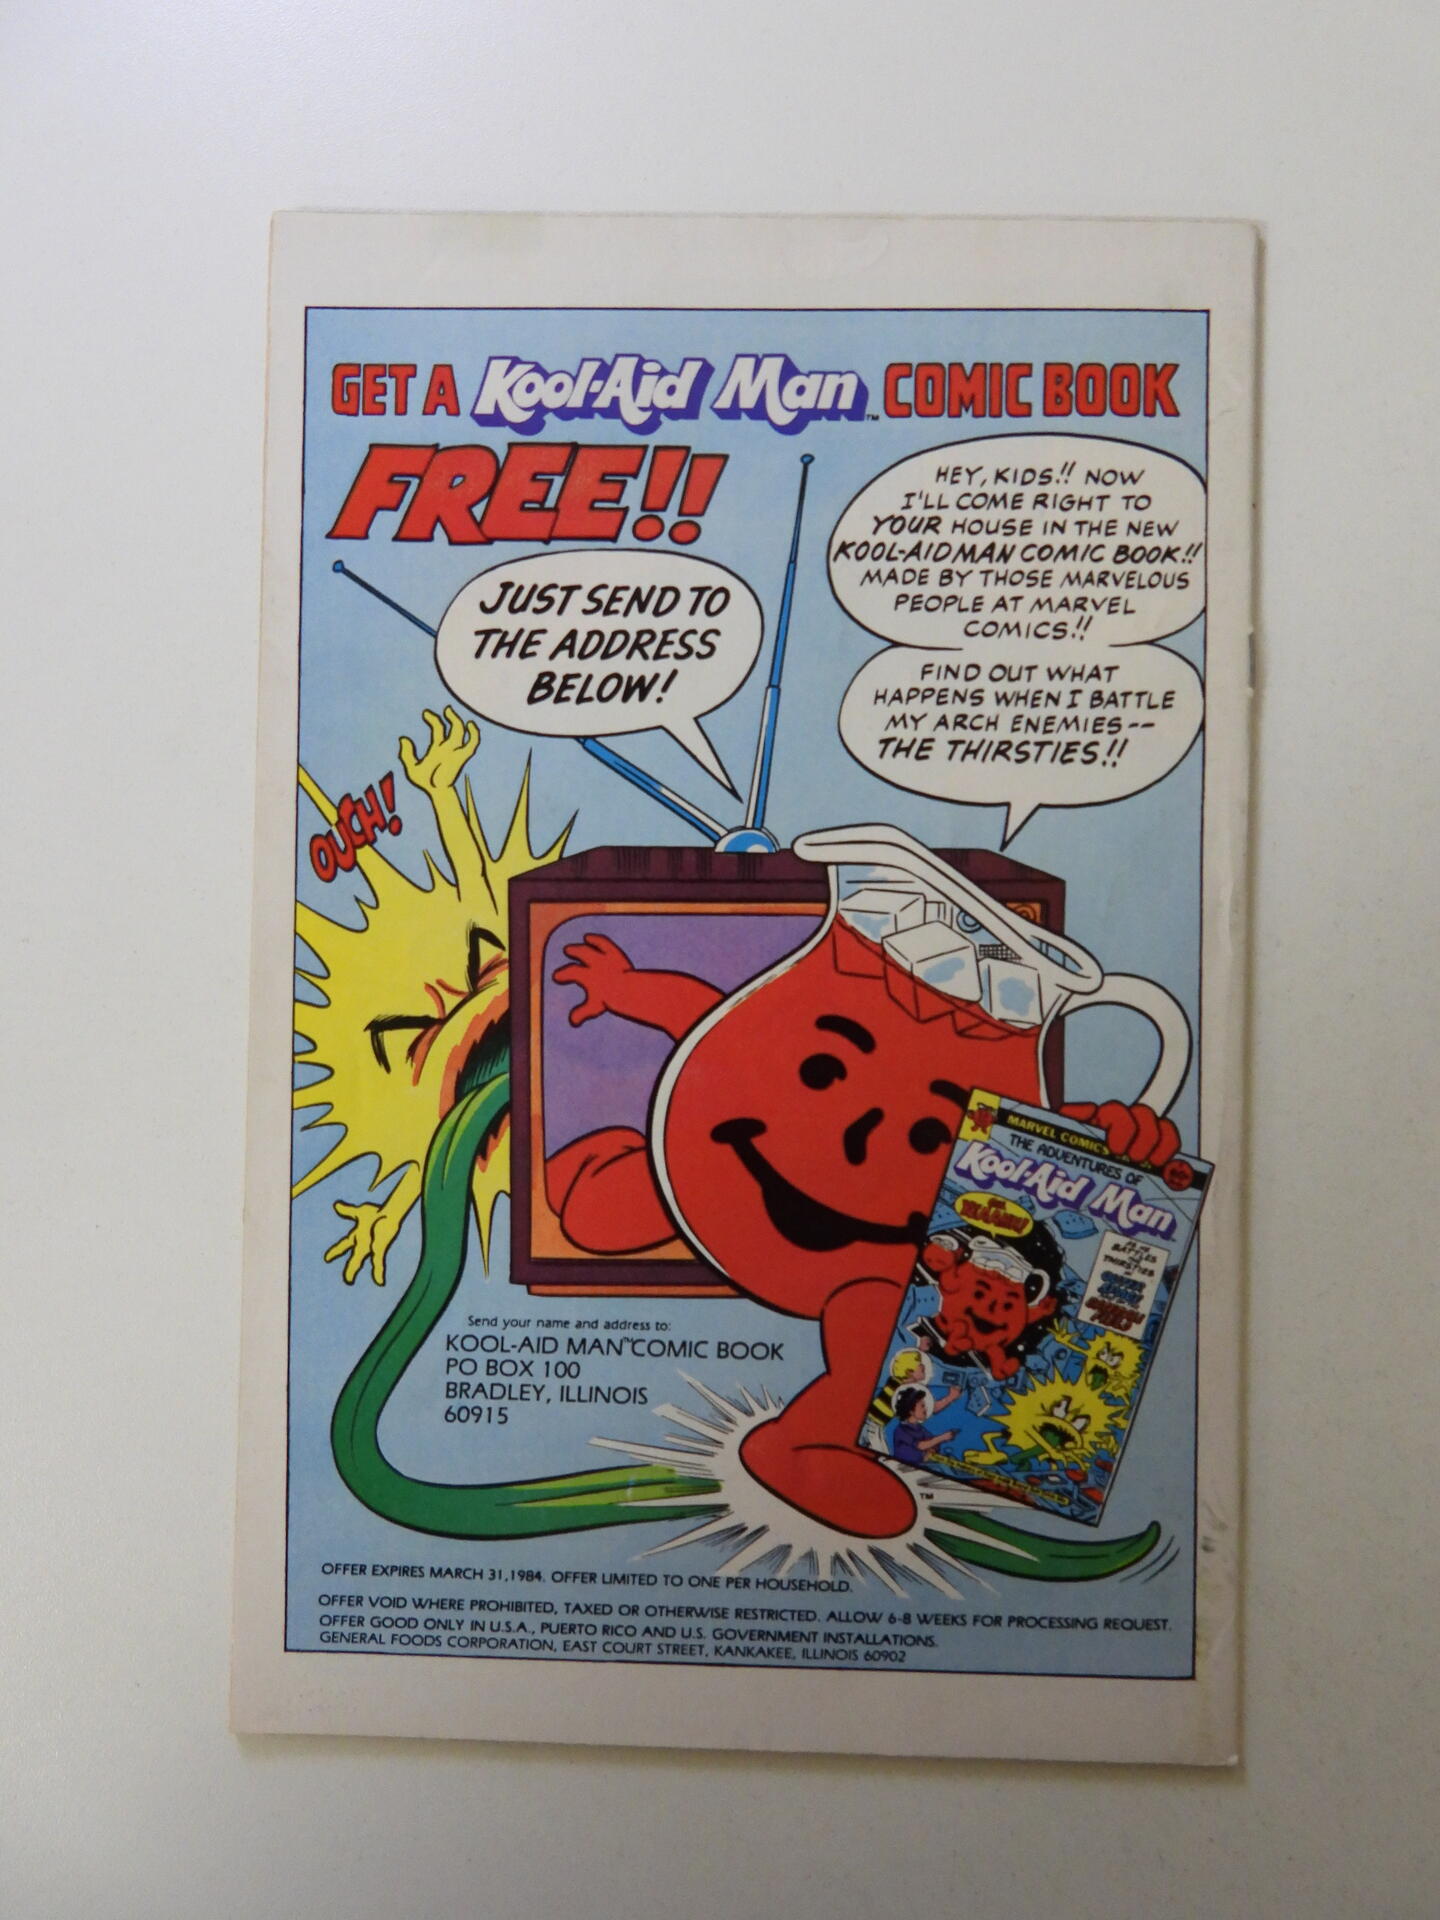 GET A Kool-Aid Man™ COMIC BOOK
FREE!!
HEY, KIDS!! NOW
I'LL COME RIGHT TO
YOUR HOUSE IN THE NEW
KOOL-AID MAN COMIC BOOK!!
MADE BY THOSE MARVELOUS
PEOPLE AT MARVEL
COMICS!!
JUST SEND TO
THE ADDRESS
BELOW!
FIND OUT WHAT
HAPPENS WHEN I BATTLE
MY ARCH ENEMIES--
THE THIRSTIES!!
OUCH!
MARVEL COMICS
THE ADVENTURES OF
Kool-Aid Man
BATTLES
THIRSTIES
Send your name and address to:
KOOL-AID MAN™ COMIC BOOK
PO BOX 100
BRADLEY, ILLINOIS
60915
TM
OFFER EXPIRES MARCH 31, 1984. OFFER LIMITED TO ONE PER HOUSEHOLD.
OFFER VOID WHERE PROHIBITED, TAXED OR OTHERWISE RESTRICTED. ALLOW 6-8 WEEKS FOR PROCESSING REQUEST.
OFFER GOOD ONLY IN U.S.A., PUERTO RICO AND U.S. GOVERNMENT INSTALLATIONS.
GENERAL FOODS CORPORATION, EAST COURT STREET, KANKAKEE, ILLINOIS 60902